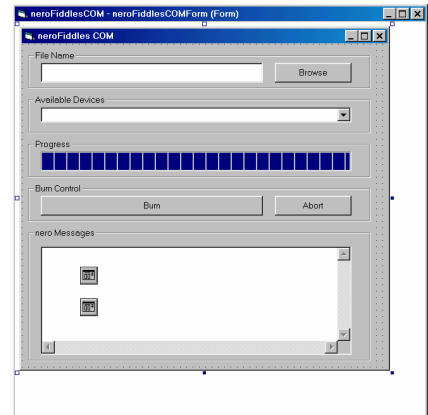 neroFiddlesCOM - neroFiddlesCOMForm (Form)
neroFiddles COM
File Name
Browse
Available Devices
Progress
Burn Control
Burn
Abort
nero Messages